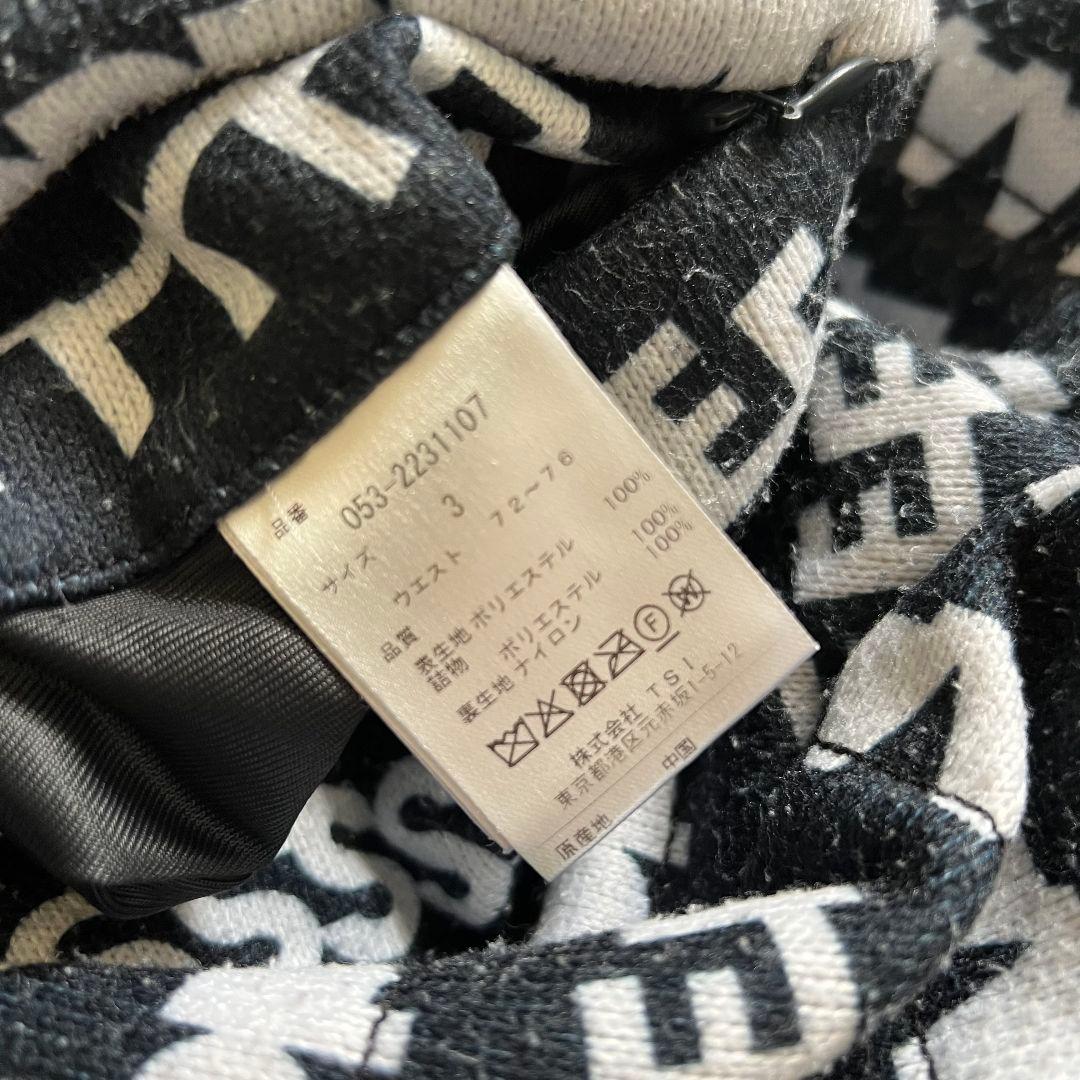 品番 053-2231107
サイズ 3
ウエスト 72~76
品質
表生地 ポリエステル 100%
詰物 ポリエステル 100%
裏生地 ナイロン 100%
F W
株式会社 TSI
東京都港区元赤坂1-5-12
原産地 中国